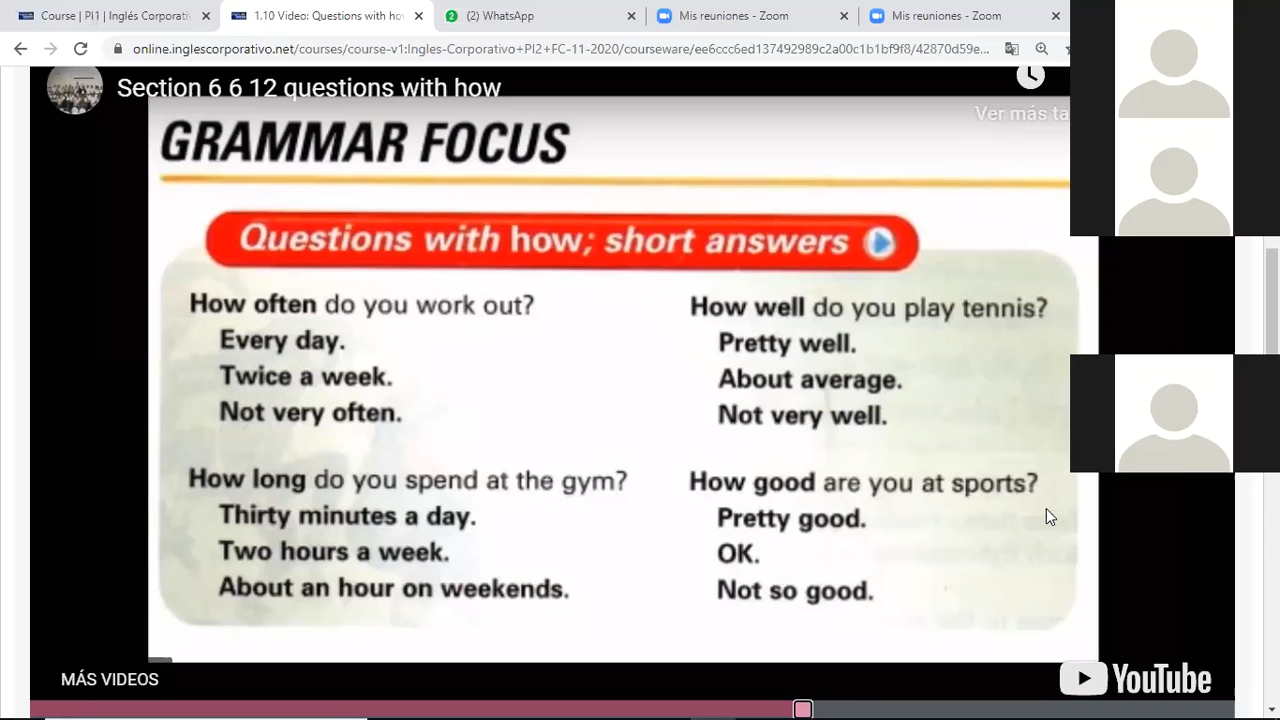 Course | PI1 | Inglés Corporati
1.10 Video: Questions with ho
(2) WhatsApp
Mis reuniones - Zoom
Mis reuniones - Zoom
online.inglescorporativo.net/courses/course-v1:Ingles-Corporativo+PI2+FC-11-2020/courseware/ee6ccc6ed137492989c2a00c1b1bf9f8/42870d59e...
Section 6 6 12 questions with how
Ver más ta
GRAMMAR FOCUS
Questions with how; short answers
How often do you work out?
Every day.
Twice a week.
Not very often.
How well do you play tennis?
Pretty well.
About average.
Not very well.
How long do you spend at the gym?
Thirty minutes a day.
Two hours a week.
About an hour on weekends.
How good are you at sports?
Pretty good.
OK.
Not so good.
MÁS VIDEOS
YouTube